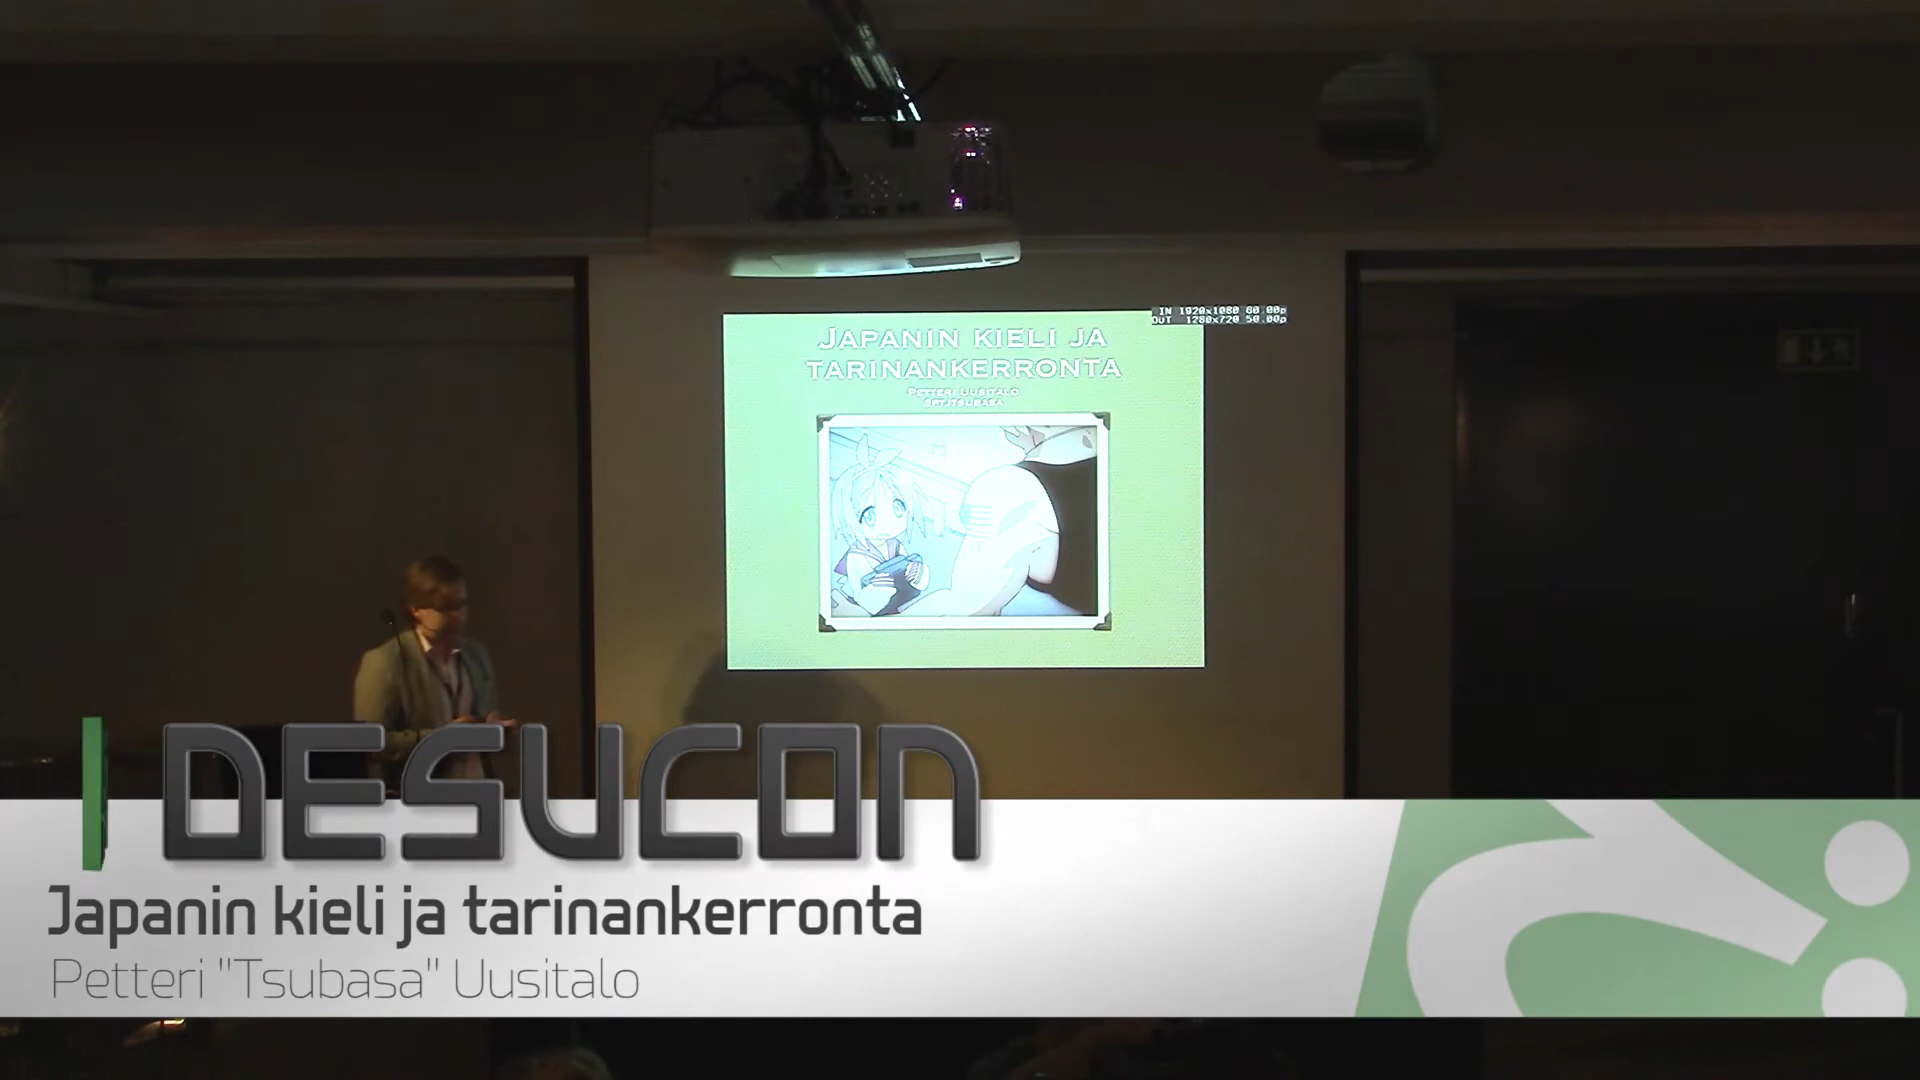 IN 1920x1080 60.00p
OUT 1280x720 50.00p
JAPANIN KIELI JA
TARINANKERRONTA
PETTERI UUSITALO
@PTJTSUBASA
DESUCON
Japanin kieli ja tarinankerronta
Petteri "Tsubasa" Uusitalo